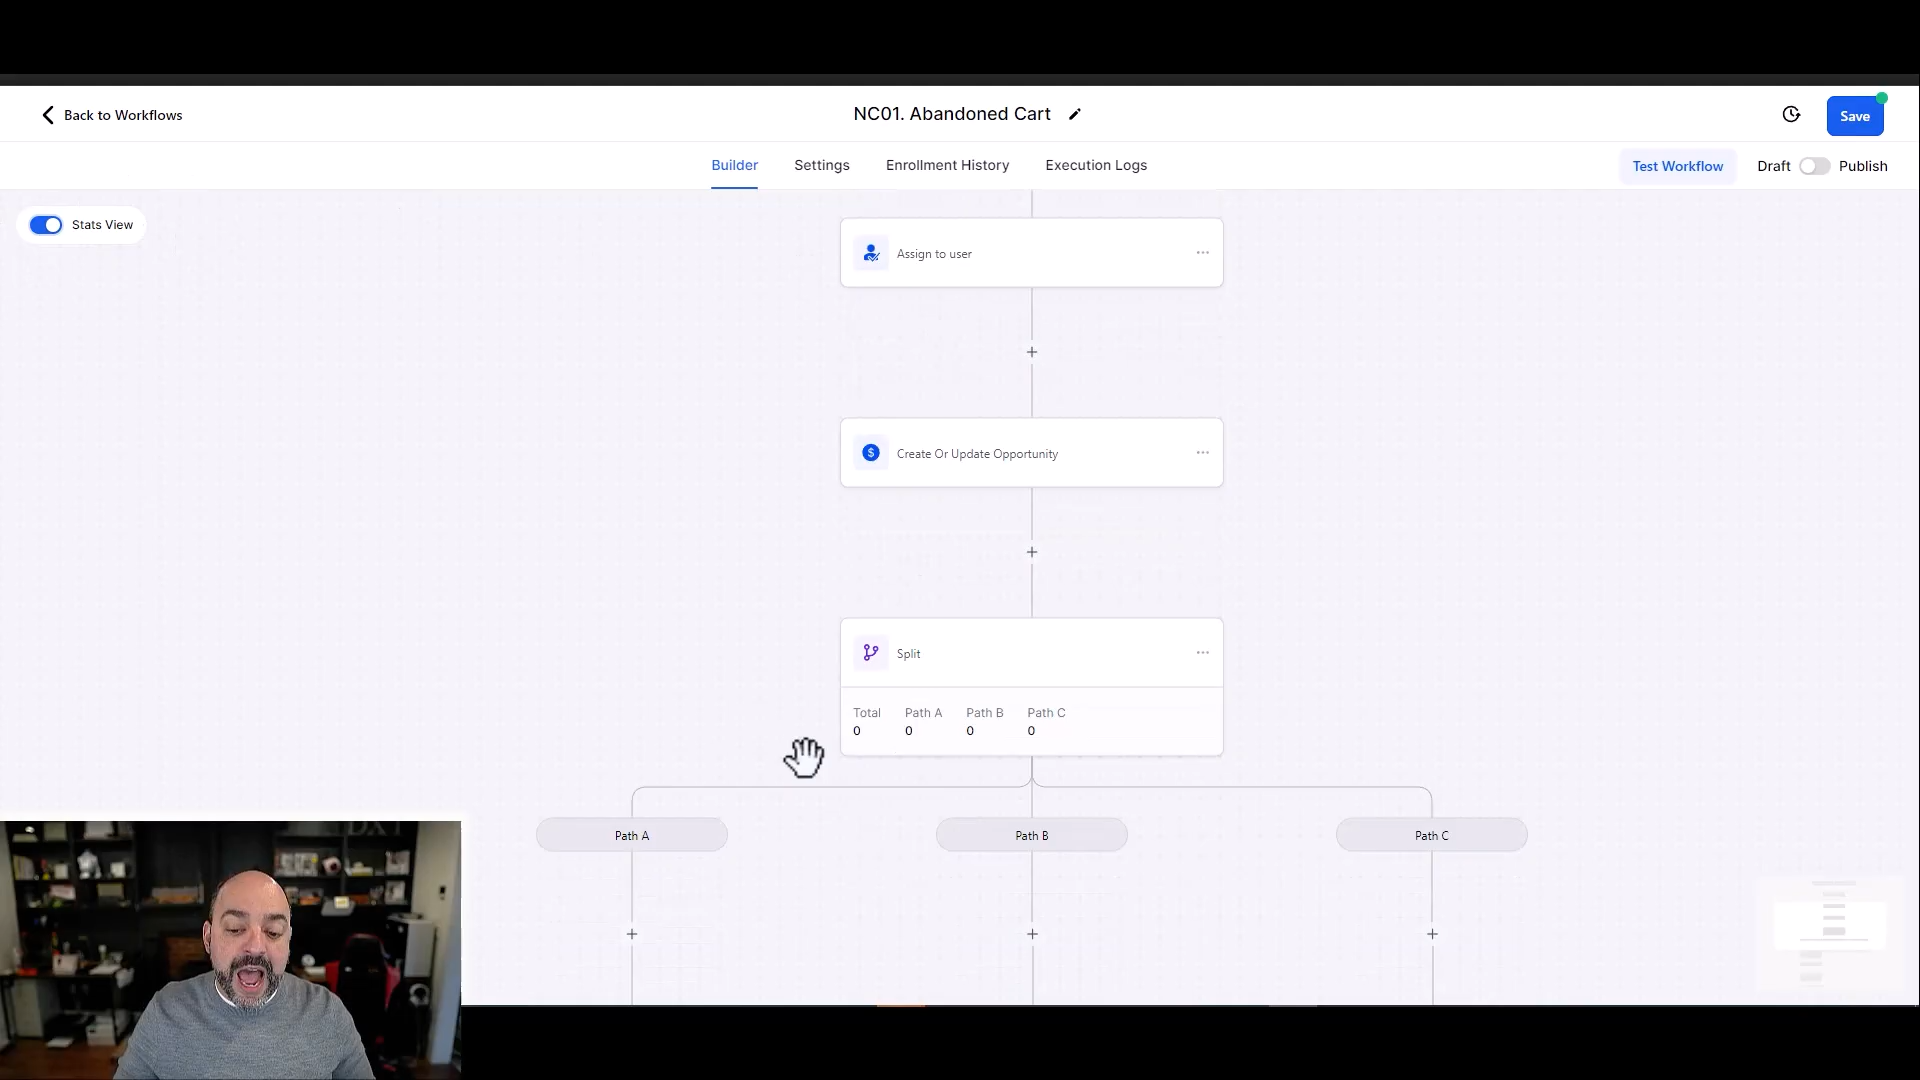 Back to Workflows
NC01. Abandoned Cart
Save
Builder
Settings
Enrollment History
Execution Logs
Test Workflow
Draft
Publish
Stats View
Assign to user
Create Or Update Opportunity
$
Split
Total Path A Path B Path C
0 0 0 0
Path A
Path B
Path C